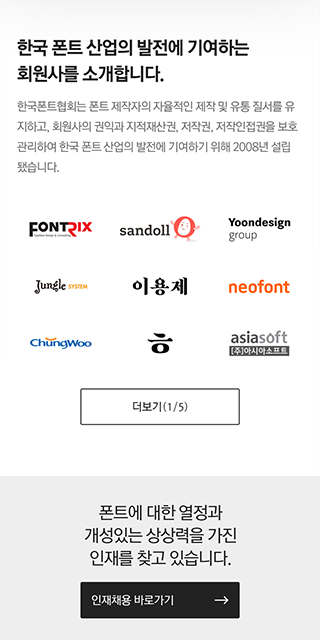 한국 폰트 산업의 발전에 기여하는
회원사를 소개합니다.
한국폰트협회는 폰트 제작자의 자율적인 제작 및 유통 질서를 유
지하고, 회원사의 권익과 지적재산권, 저작권, 저작인접권을 보호
관리하여 한국 폰트 산업의 발전에 기여하기 위해 2008년 설립
됐습니다.
FONTRIX
sandoll
Yoondesign
group
Jungle SYSTEM
이용제
neofont
ChungWoo
ㅎ
asiasoft
[주]아시아소프트
더보기(1/5)
폰트에 대한 열정과
개성있는 상상력을 가진
인재를 찾고 있습니다.
인재채용 바로가기 →